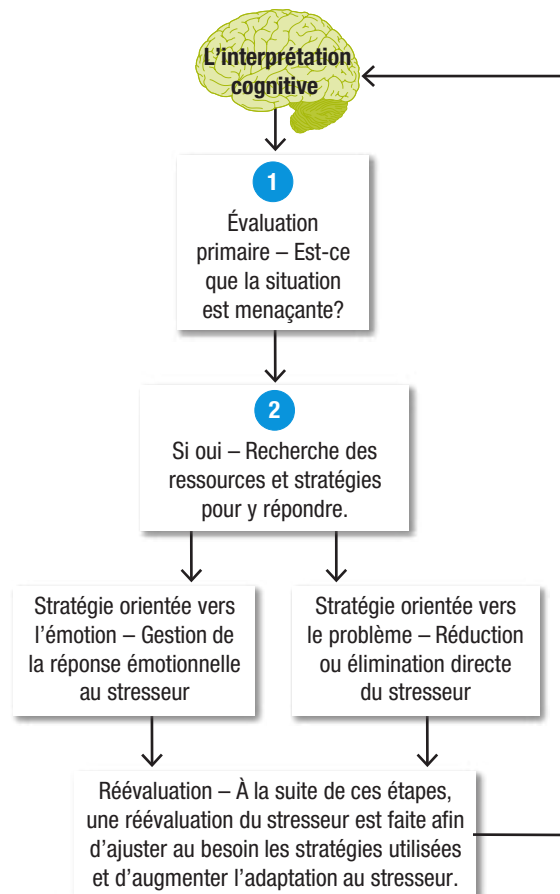 L'interprétation
cognitive
1
Évaluation
primaire – Est-ce
que la situation
est menaçante?
2
Si oui – Recherche des
ressources et stratégies
pour y répondre.
Stratégie orientée vers
l'émotion – Gestion de
la réponse émotionnelle
au stresseur
Stratégie orientée vers
le problème – Réduction
ou élimination directe
du stresseur
Réévaluation – À la suite de ces étapes,
une réévaluation du stresseur est faite afin
d'ajuster au besoin les stratégies utilisées
et d'augmenter l'adaptation au stresseur.